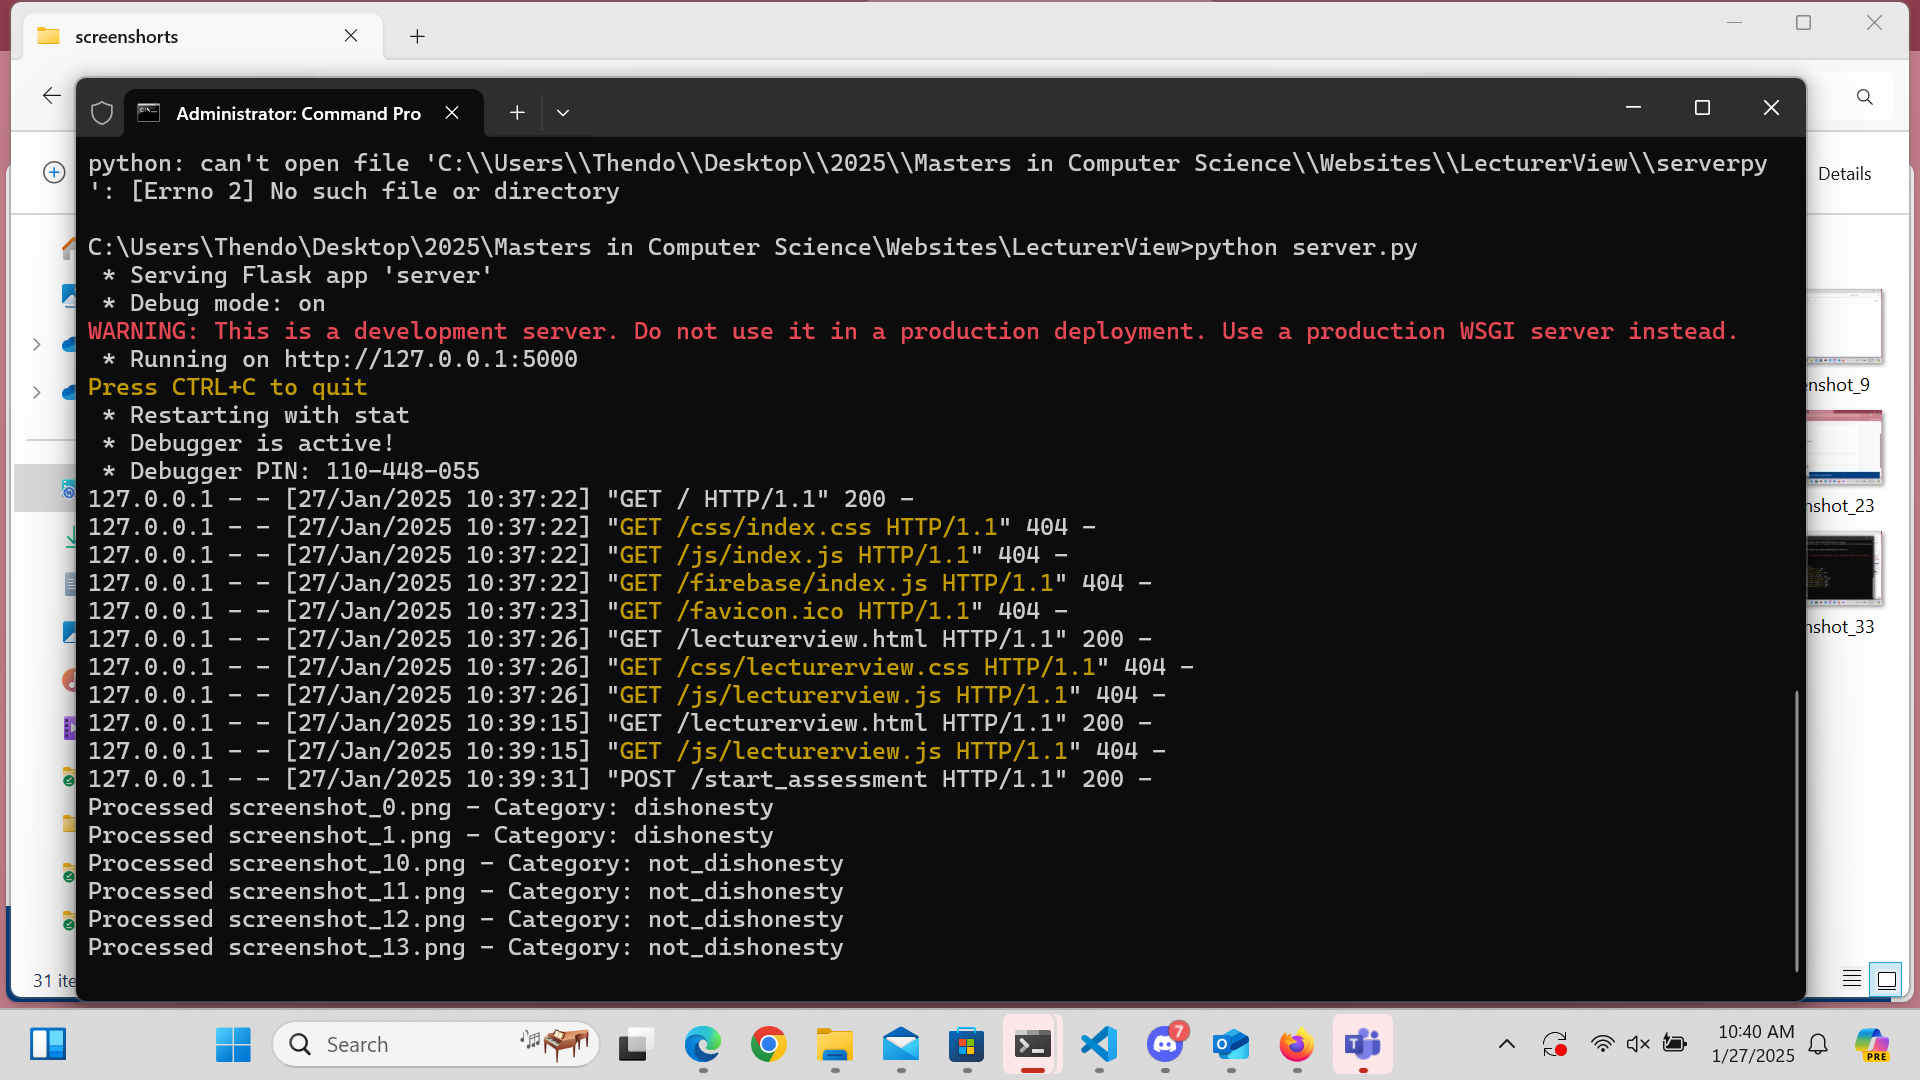 screenshorts
Administrator: Command Pro
Details
python: can't open file 'C:\\Users\\Thendo\\Desktop\\2025\\Masters in Computer Science\\Websites\\LecturerView\\serverpy
': [Errno 2] No such file or directory
C:\Users\Thendo\Desktop\2025\Masters in Computer Science\Websites\LecturerView>python server.py
* Serving Flask app 'server'
* Debug mode: on
WARNING: This is a development server. Do not use it in a production deployment. Use a production WSGI server instead.
* Running on http://127.0.0.1:5000
Press CTRL+C to quit
* Restarting with stat
* Debugger is active!
* Debugger PIN: 110-448-055
127.0.0.1 - - [27/Jan/2025 10:37:22] "GET / HTTP/1.1" 200 -
127.0.0.1 - - [27/Jan/2025 10:37:22] "GET /css/index.css HTTP/1.1" 404 -
127.0.0.1 - - [27/Jan/2025 10:37:22] "GET /js/index.js HTTP/1.1" 404 -
127.0.0.1 - - [27/Jan/2025 10:37:22] "GET /firebase/index.js HTTP/1.1" 404 -
127.0.0.1 - - [27/Jan/2025 10:37:23] "GET /favicon.ico HTTP/1.1" 404 -
127.0.0.1 - - [27/Jan/2025 10:37:26] "GET /lecturerview.html HTTP/1.1" 200 -
127.0.0.1 - - [27/Jan/2025 10:37:26] "GET /css/lecturerview.css HTTP/1.1" 404 -
127.0.0.1 - - [27/Jan/2025 10:37:26] "GET /js/lecturerview.js HTTP/1.1" 404 -
127.0.0.1 - - [27/Jan/2025 10:39:15] "GET /lecturerview.html HTTP/1.1" 200 -
127.0.0.1 - - [27/Jan/2025 10:39:15] "GET /js/lecturerview.js HTTP/1.1" 404 -
127.0.0.1 - - [27/Jan/2025 10:39:31] "POST /start_assessment HTTP/1.1" 200 -
Processed screenshot_0.png - Category: dishonesty
Processed screenshot_1.png - Category: dishonesty
Processed screenshot_10.png - Category: not_dishonesty
Processed screenshot_11.png - Category: not_dishonesty
Processed screenshot_12.png - Category: not_dishonesty
Processed screenshot_13.png - Category: not_dishonesty
enshot_9
nshot_23
nshot_33
31 ite
Search
7
10:40 AM
1/27/2025
PRE